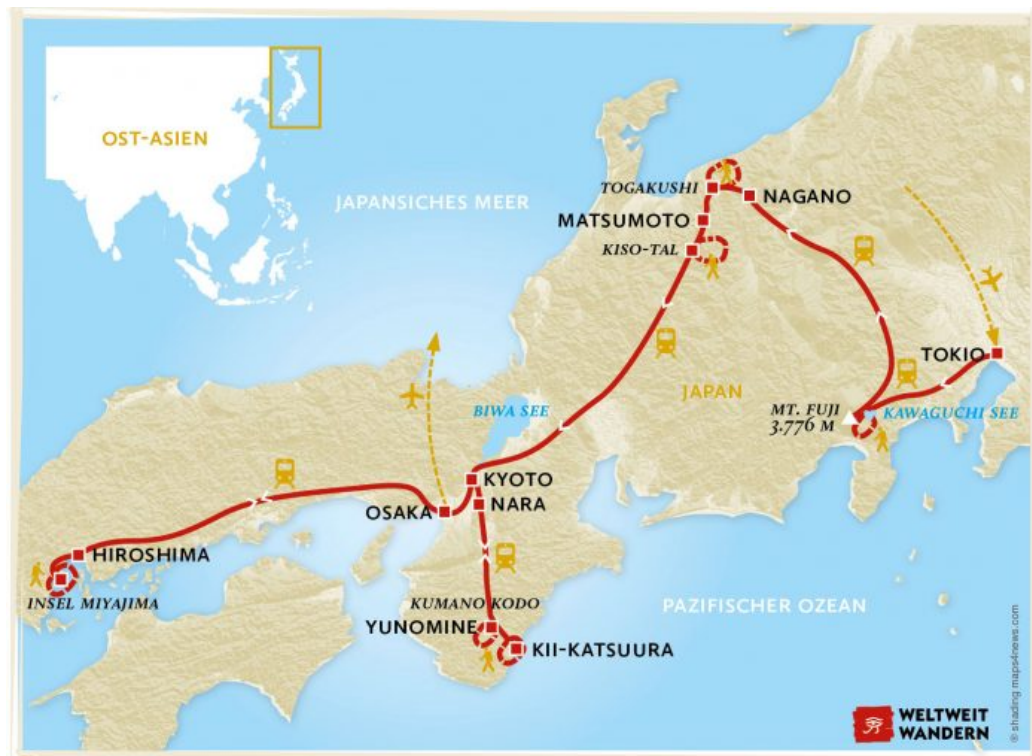 OST-ASIEN
JAPANSICHES MEER
TOGAKUSHI
NAGANO
MATSUMOTO
KISO-TAL
TOKIO
JAPAN
MT. FUJI
3.776 M
KAWAGUCHI SEE
BIWA SEE
KYOTO
NARA
OSAKA
HIROSHIMA
INSEL MIYAJIMA
KUMANO KODO
YUNOMINE
KII-KATSUURA
PAZIFISCHER OZEAN
WELTWEIT
WANDERN
© shading maps4news.com